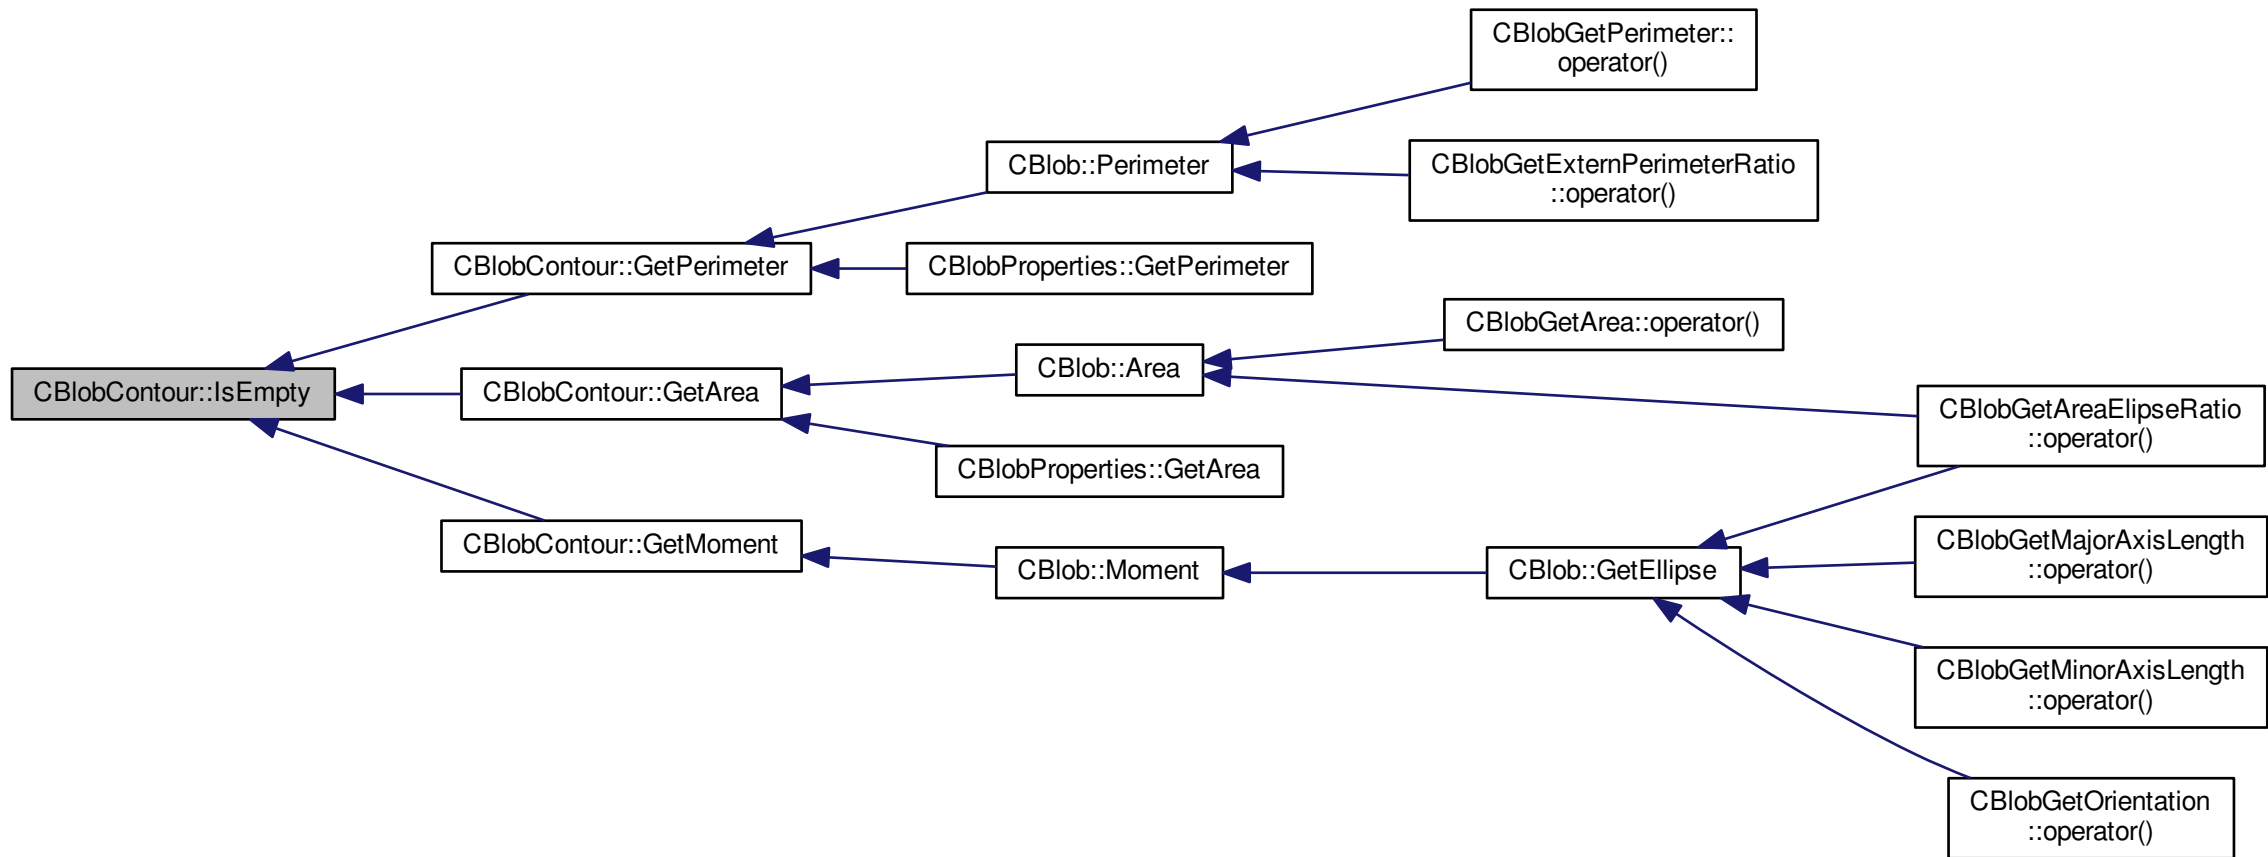 CBlobGetPerimeter::
operator()
CBlob::Perimeter
CBlobGetExternPerimeterRatio
::operator()
CBlobContour::GetPerimeter
CBlobProperties::GetPerimeter
CBlobGetArea::operator()
CBlob::Area
CBlobContour::IsEmpty
CBlobContour::GetArea
CBlobGetAreaElipseRatio
::operator()
CBlobProperties::GetArea
CBlobContour::GetMoment
CBlob::Moment
CBlob::GetEllipse
CBlobGetMajorAxisLength
::operator()
CBlobGetMinorAxisLength
::operator()
CBlobGetOrientation
::operator()